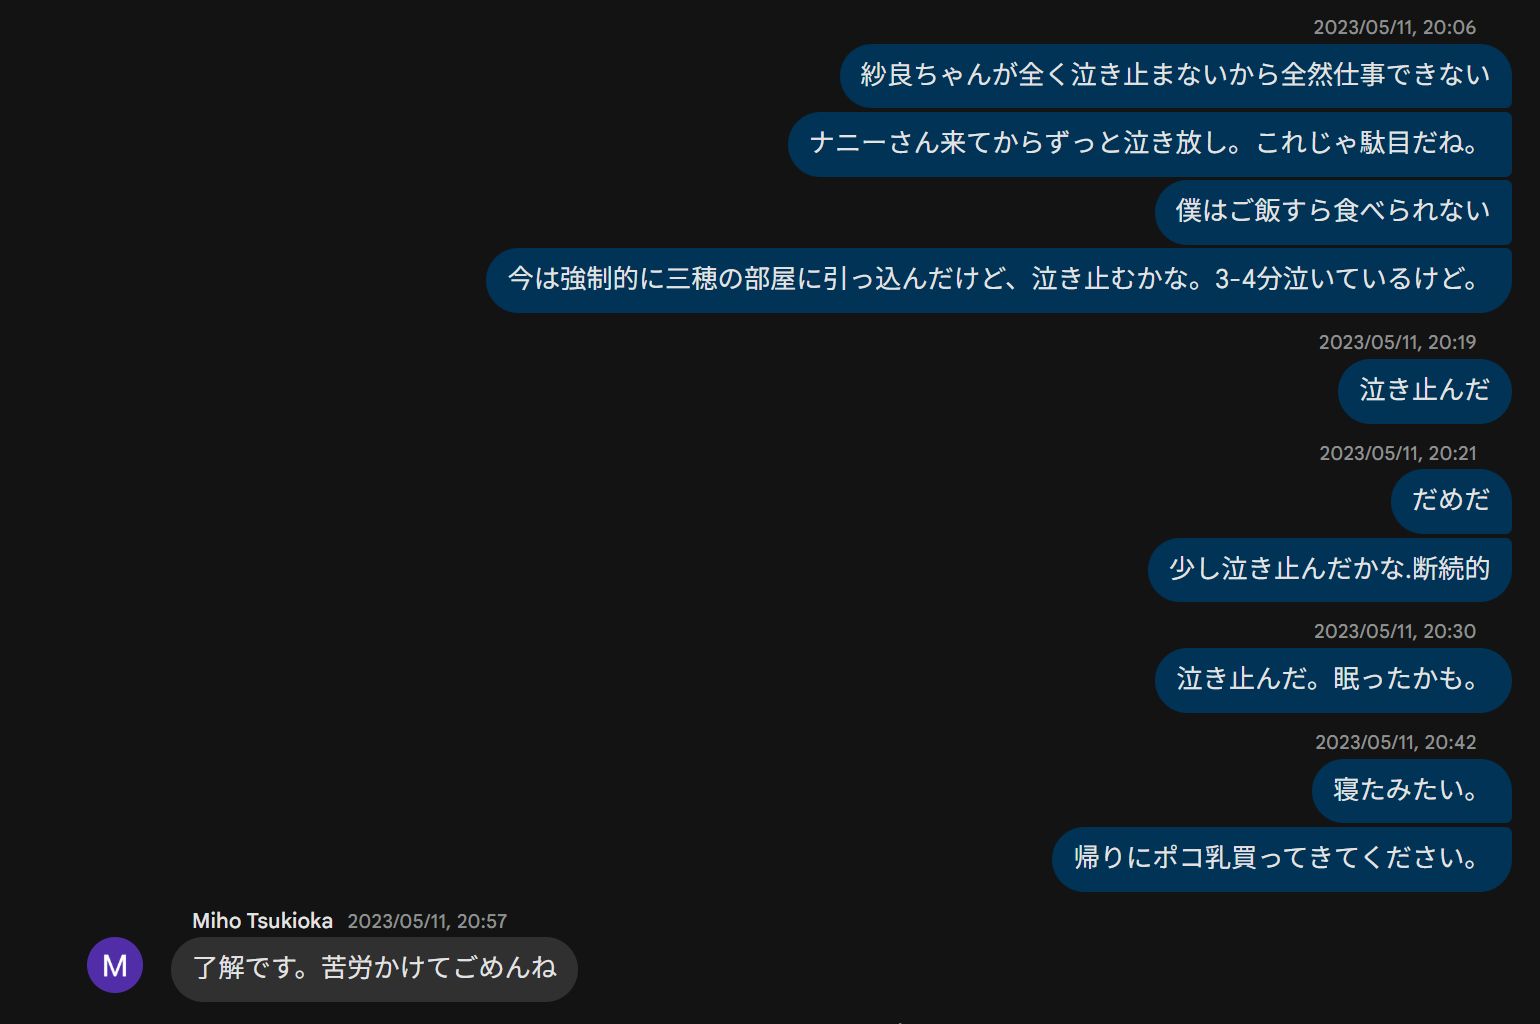 2023/05/11, 20:06
紗良ちゃんが全く泣き止まないから全然仕事できない
ナニーさん来てからずっと泣き放し。これじゃ駄目だね。
僕はご飯すら食べられない
今は強制的に三穂の部屋に引っ込んだけど、泣き止むかな。3-4分泣いているけど。
2023/05/11, 20:19
泣き止んだ
2023/05/11, 20:21
だめだ
少し泣き止んだかな.断続的
2023/05/11, 20:30
泣き止んだ。眠ったかも。
2023/05/11, 20:42
寝たみたい。
帰りにポコ乳買ってきてください。
Miho Tsukioka 2023/05/11, 20:57
M
了解です。苦労かけてごめんね